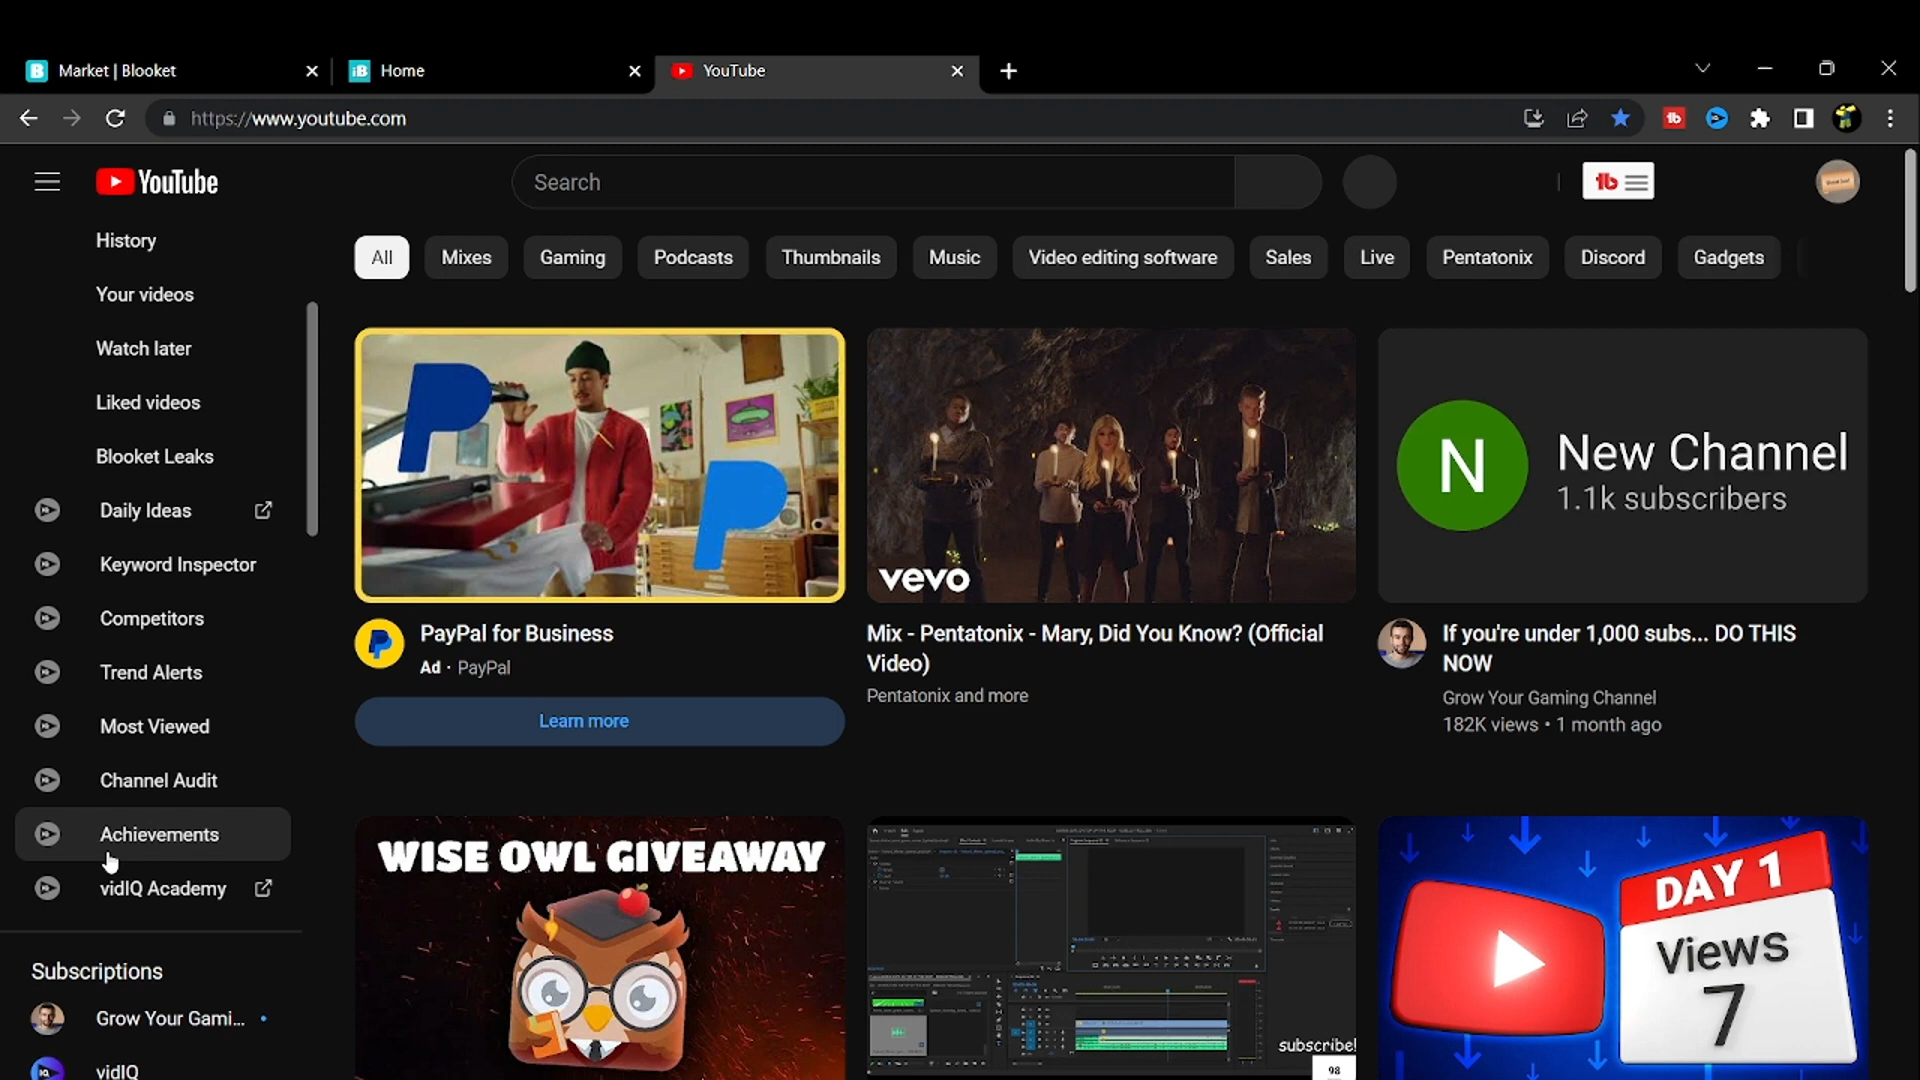 Market | Blooket
Home
YouTube
https://www.youtube.com
YouTube
Search
History
Your videos
Watch later
Liked videos
Blooket Leaks
Daily Ideas
Keyword Inspector
Competitors
Trend Alerts
Most Viewed
Channel Audit
Achievements
vidIQ Academy
Subscriptions
Grow Your Gami...
vidIQ
All
Mixes
Gaming
Podcasts
Thumbnails
Music
Video editing software
Sales
Live
Pentatonix
Discord
Gadgets
PayPal for Business
Ad · PayPal
Learn more
vevo
Mix - Pentatonix - Mary, Did You Know? (Official
Video)
Pentatonix and more
N
New Channel
1.1k subscribers
If you're under 1,000 subs... DO THIS
NOW
Grow Your Gaming Channel
182K views • 1 month ago
WISE OWL GIVEAWAY
subscribe!
98
DAY 1
Views
7